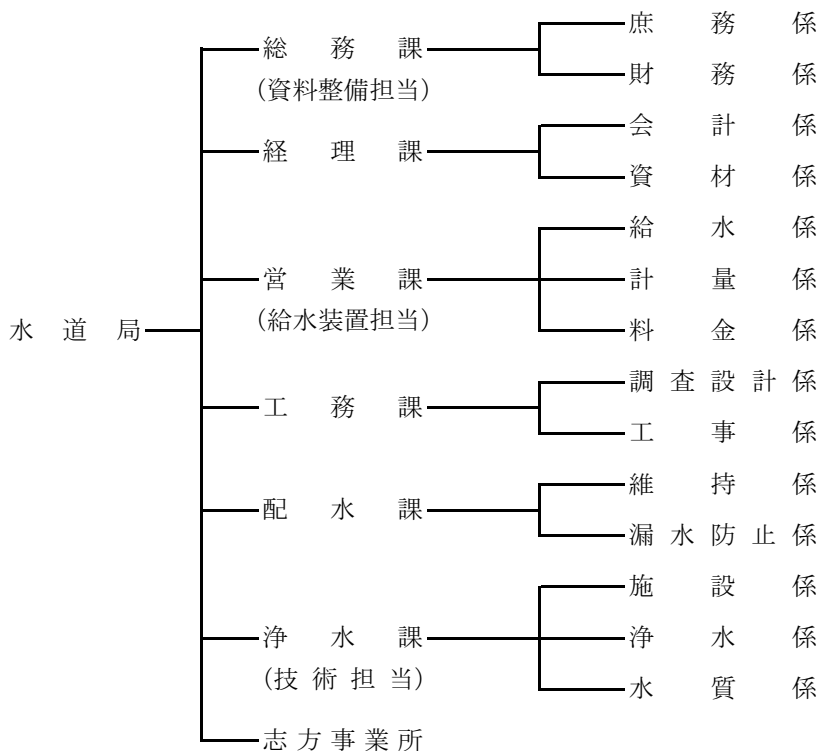 水道局
総務課
(資料整備担当)
庶務係
財務係
経理課
会計係
資材係
営業課
(給水装置担当)
給水係
計量係
料金係
工務課
調査設計係
工事係
配水課
維持係
漏水防止係
浄水課
(技術担当)
施設係
浄水係
水質係
志方事業所